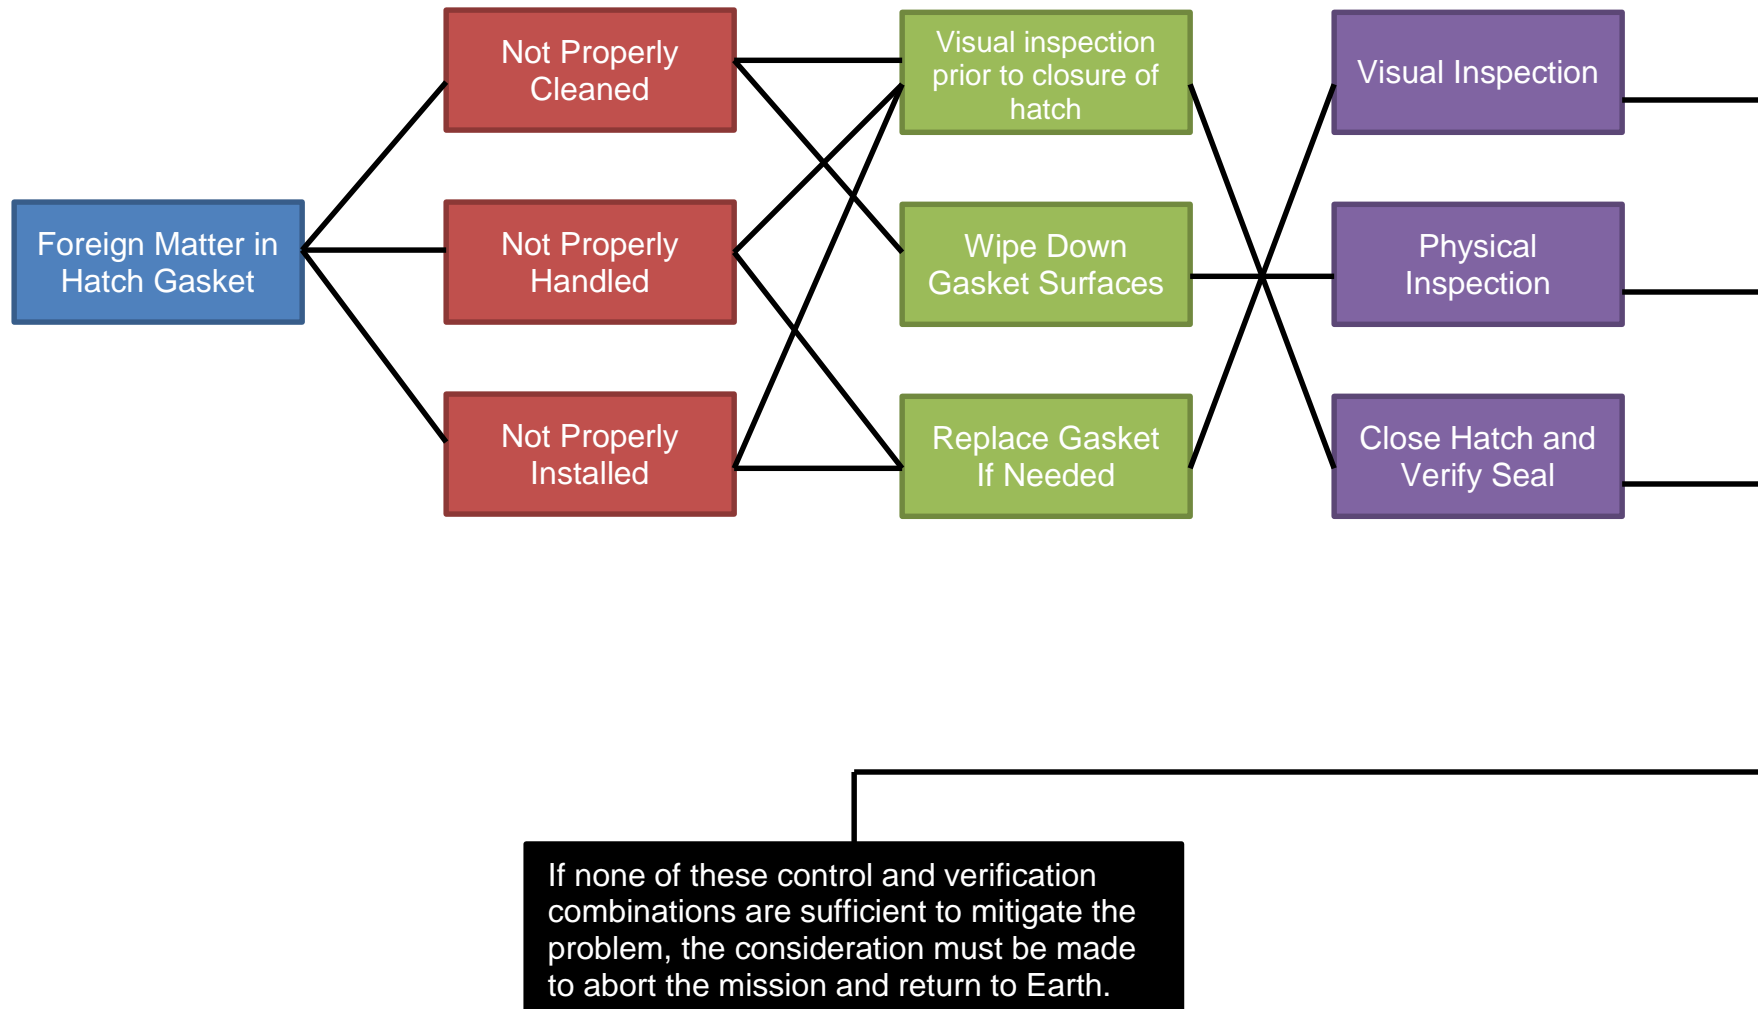 Not Properly
Cleaned
Visual inspection
prior to closure of
hatch
Visual Inspection
Foreign Matter in
Hatch Gasket
Not Properly
Handled
Wipe Down
Gasket Surfaces
Physical
Inspection
Not Properly
Installed
Replace Gasket
If Needed
Close Hatch and
Verify Seal
If none of these control and verification
combinations are sufficient to mitigate the
problem, the consideration must be made
to abort the mission and return to Earth.